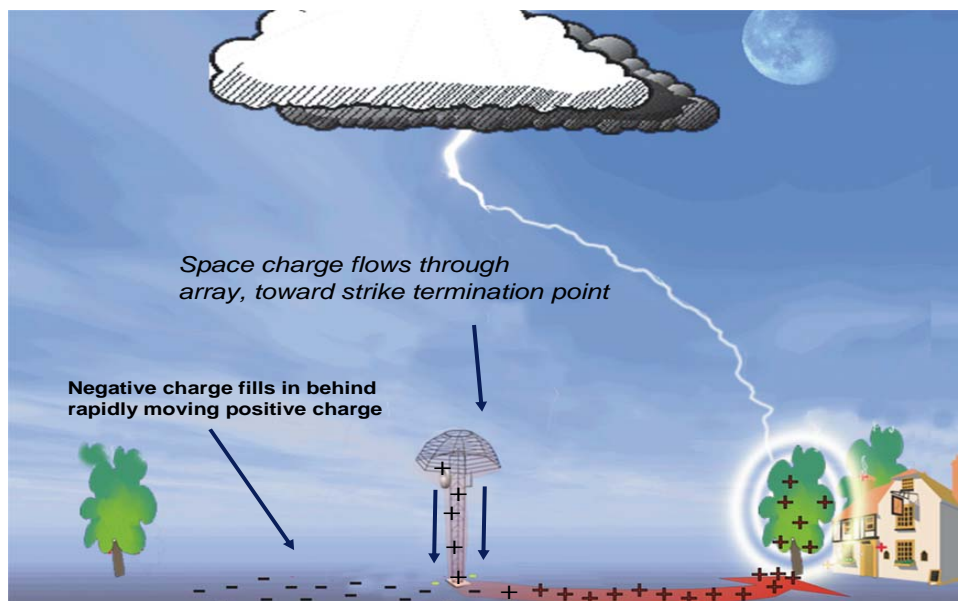 Space charge flows through
array, toward strike termination point
Negative charge fills in behind
rapidly moving positive charge